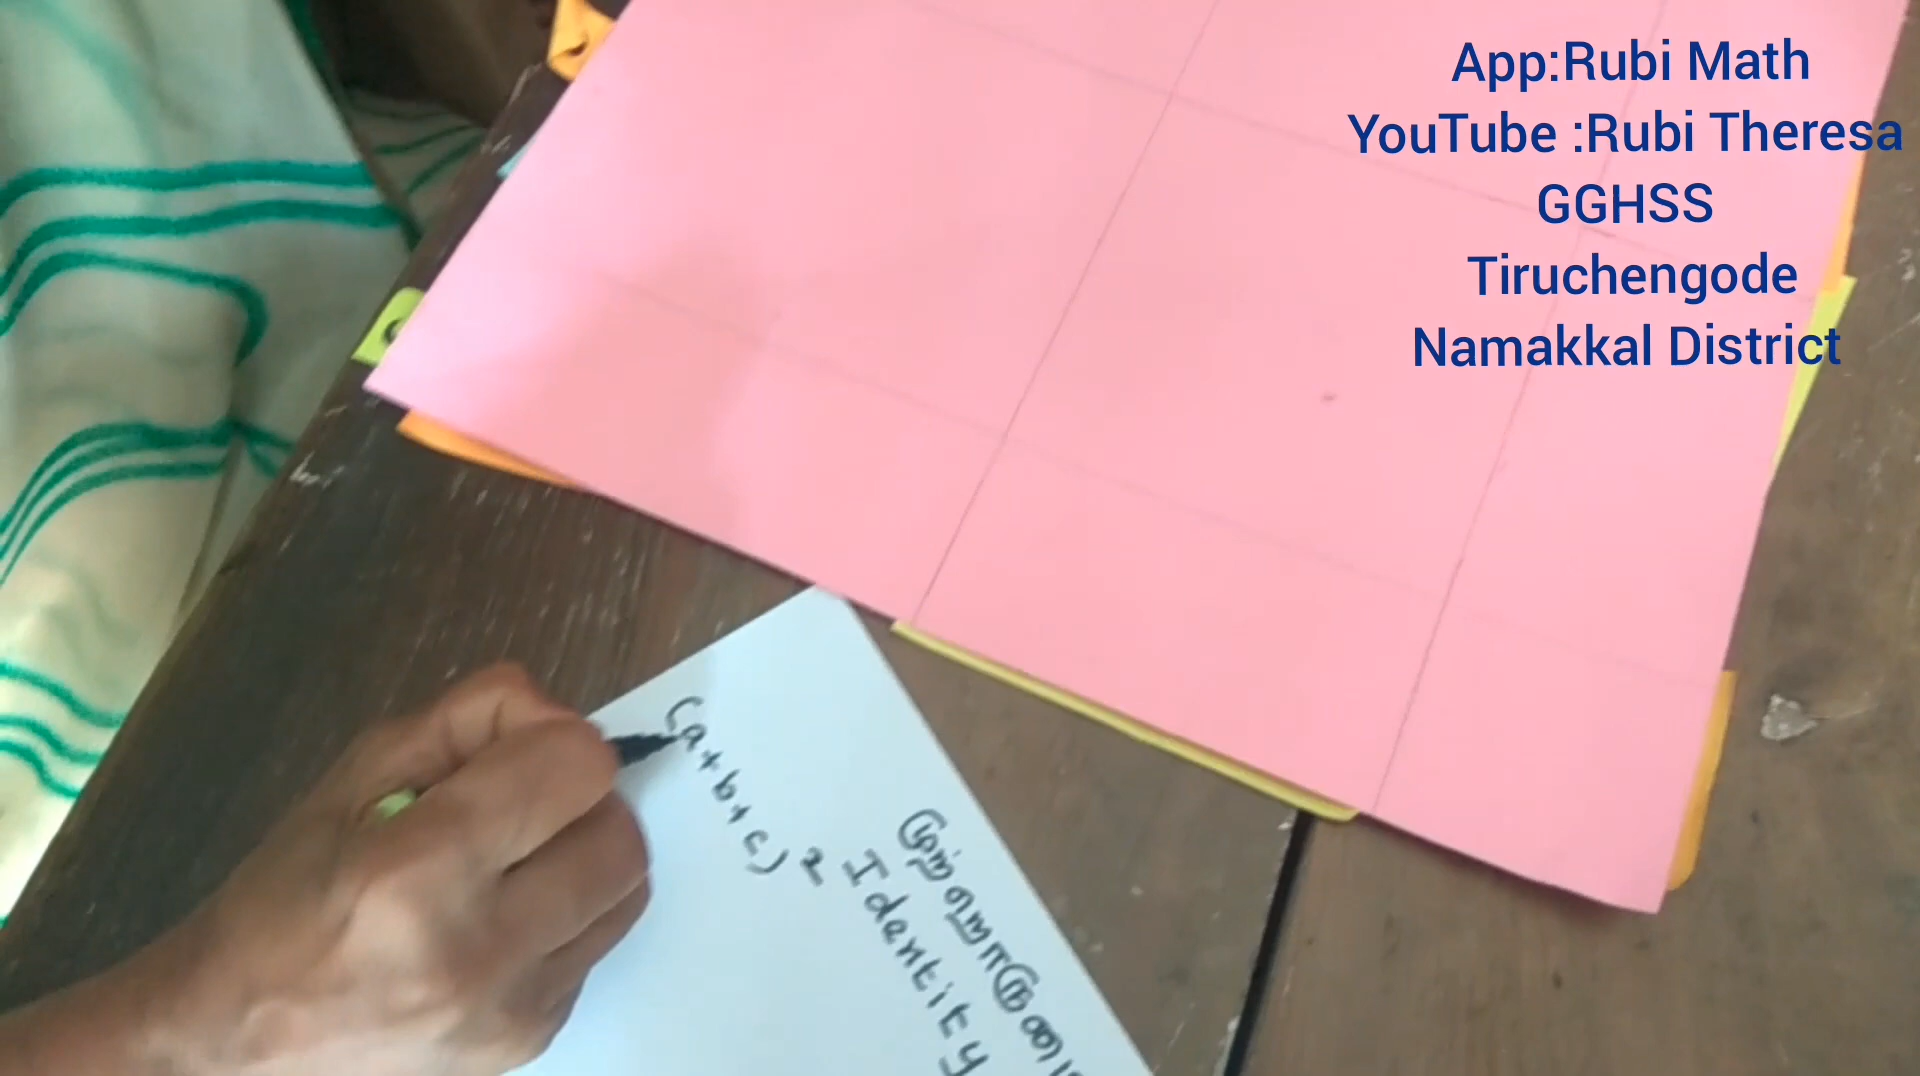 App:Rubi Math
YouTube :Rubi Theresa
GGHSS
Tiruchengode
Namakkal District
Identity
(a+b+c)²